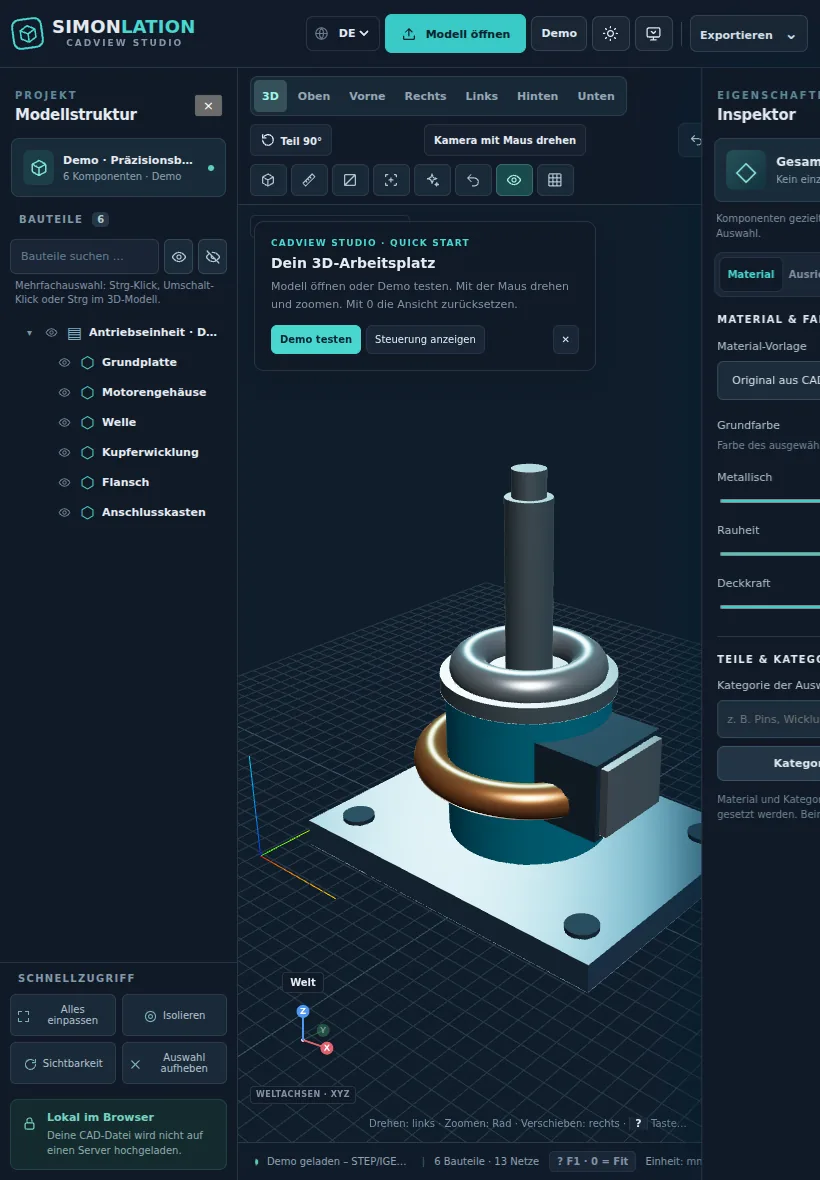 SIMONLATION
CADVIEW STUDIO
DE
Modell öffnen
Demo
Exportieren
PROJEKT
Modellstruktur
Demo · Präzisionsb...
6 Komponenten · Demo
BAUTEILE 6
Bauteile suchen ...
Mehrfachauswahl: Strg-Klick, Umschalt-
Klick oder Strg im 3D-Modell.
Antriebseinheit · D...
Grundplatte
Motorengehäuse
Welle
Kupferwicklung
Flansch
Anschlusskasten
SCHNELLZUGRIFF
Alles
einpassen
Isolieren
Sichtbarkeit
Auswahl
aufheben
Lokal im Browser
Deine CAD-Datei wird nicht auf
einen Server hochgeladen.
3D Oben Vorne Rechts Links Hinten Unten
Teil 90°
Kamera mit Maus drehen
CADVIEW STUDIO · QUICK START
Dein 3D-Arbeitsplatz
Modell öffnen oder Demo testen. Mit der Maus drehen
und zoomen. Mit 0 die Ansicht zurücksetzen.
Demo testen
Steuerung anzeigen
Welt
Z
Y
X
WELTACHSEN · XYZ
Drehen: links · Zoomen: Rad · Verschieben: rechts · ? Taste...
Demo geladen – STEP/IGE... | 6 Bauteile · 13 Netze ? F1 · 0 = Fit Einheit: mm
EIGENSCHAFTE
Inspektor
Gesam
Kein einz
Komponenten geziel
Auswahl.
Material
Ausric
MATERIAL & FA
Material-Vorlage
Original aus CAD
Grundfarbe
Farbe des ausgewäh
Metallisch
Rauheit
Deckkraft
TEILE & KATEGO
Kategorie der Ausw
z. B. Pins, Wicklu
Kategor
Material und Kategor
gesetzt werden. Bein